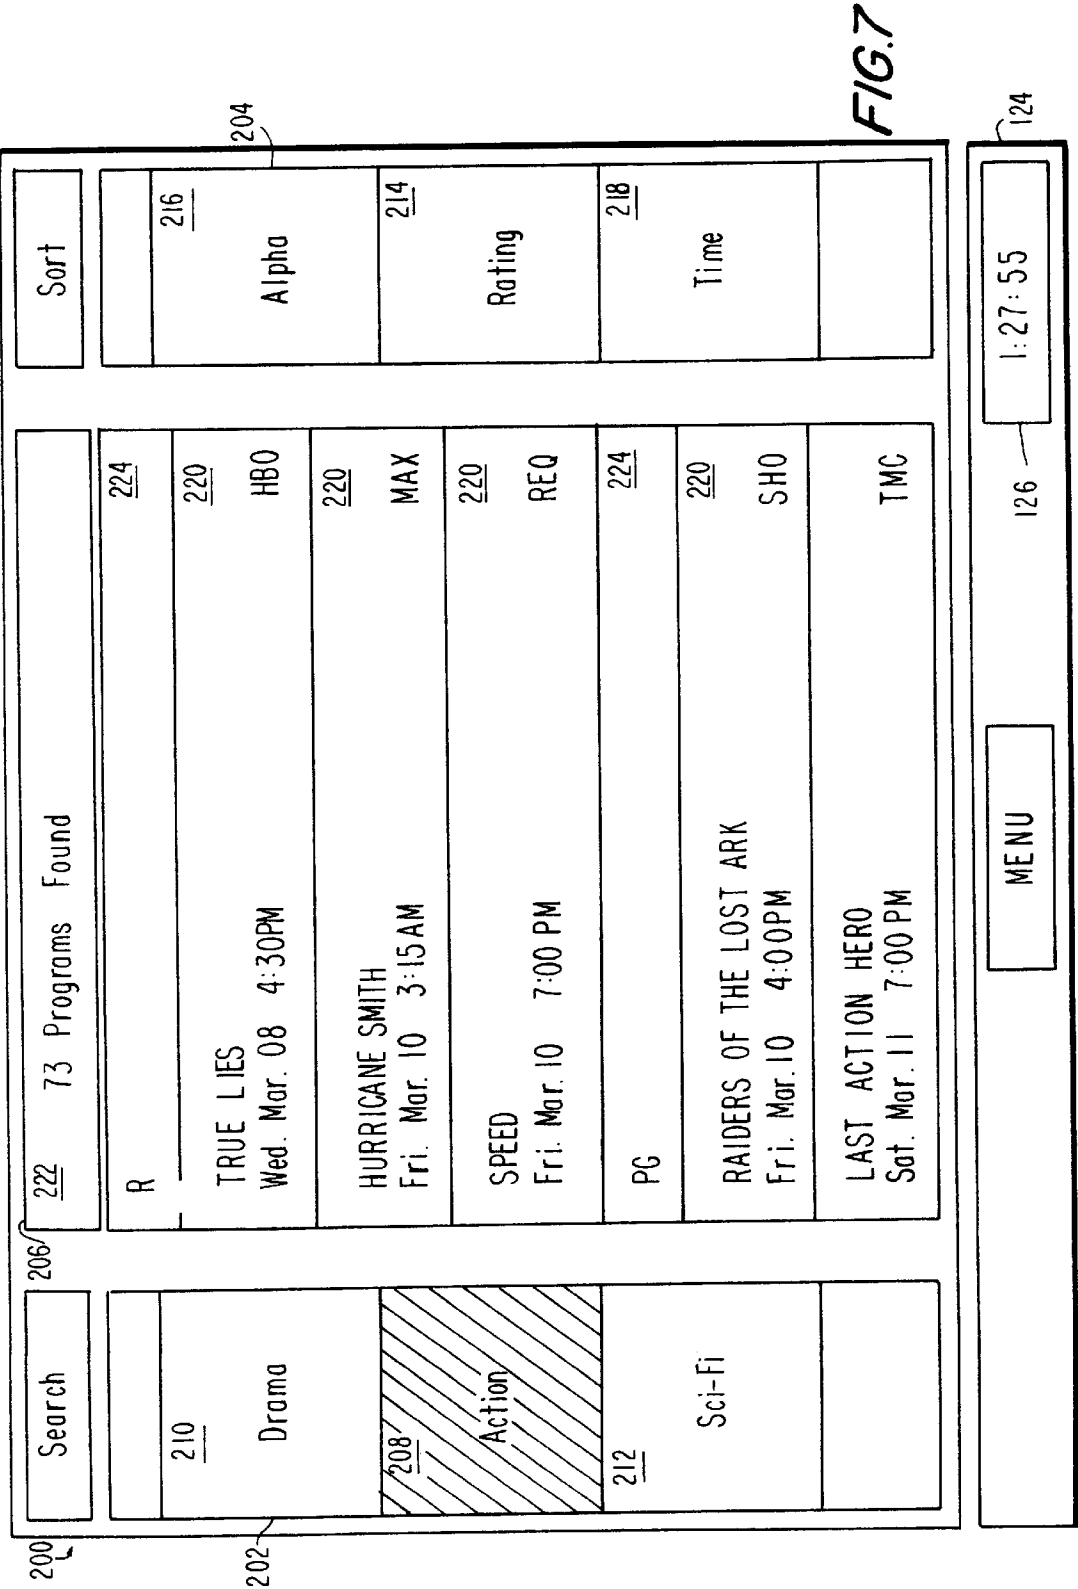 200
Search
206
222 73 Programs Found
Sort
202
210
Drama
208
Action
212
Sci-Fi
R 224
220
TRUE LIES
Wed. Mar. 08 4:30PM HBO
220
HURRICANE SMITH
Fri. Mar. 10 3:15AM MAX
220
SPEED
Fri. Mar. 10 7:00 PM REQ
PG 224
220
RAIDERS OF THE LOST ARK
Fri. Mar. 10 4:00PM SHO
LAST ACTION HERO
Sat. Mar. 11 7:00 PM TMC
204
216
Alpha
214
Rating
218
Time
MENU
126
1:27:55
124
FIG.7